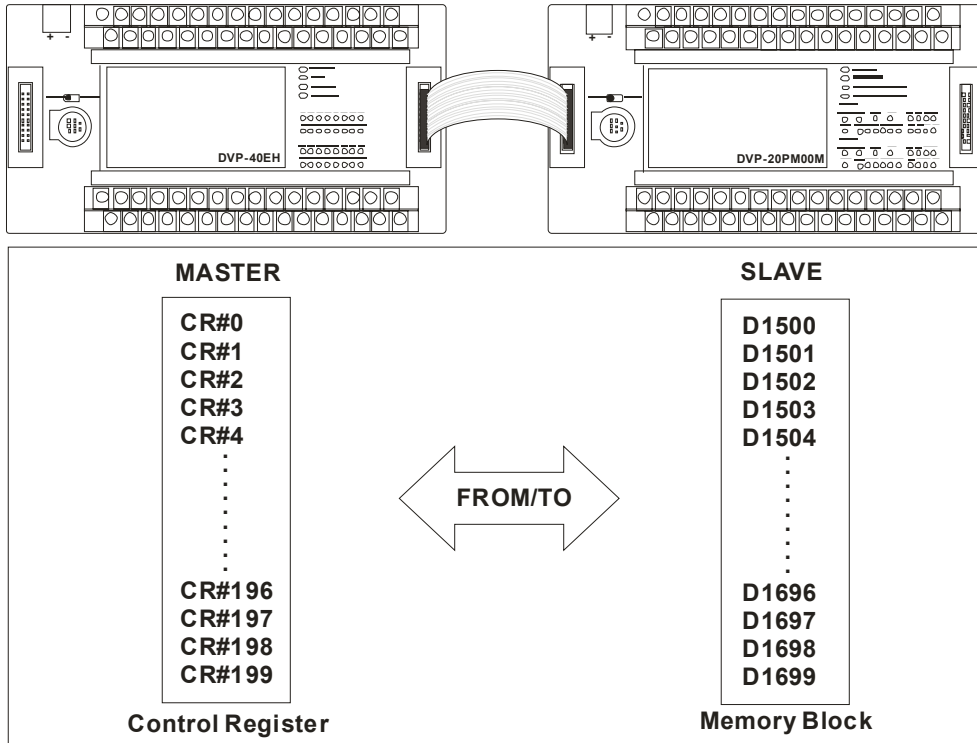 + -
DVP-40EH
+ -
DVP-20PM00M
MASTER
CR#0
CR#1
CR#2
CR#3
CR#4
CR#196
CR#197
CR#198
CR#199
Control Register
FROM/TO
SLAVE
D1500
D1501
D1502
D1503
D1504
D1696
D1697
D1698
D1699
Memory Block